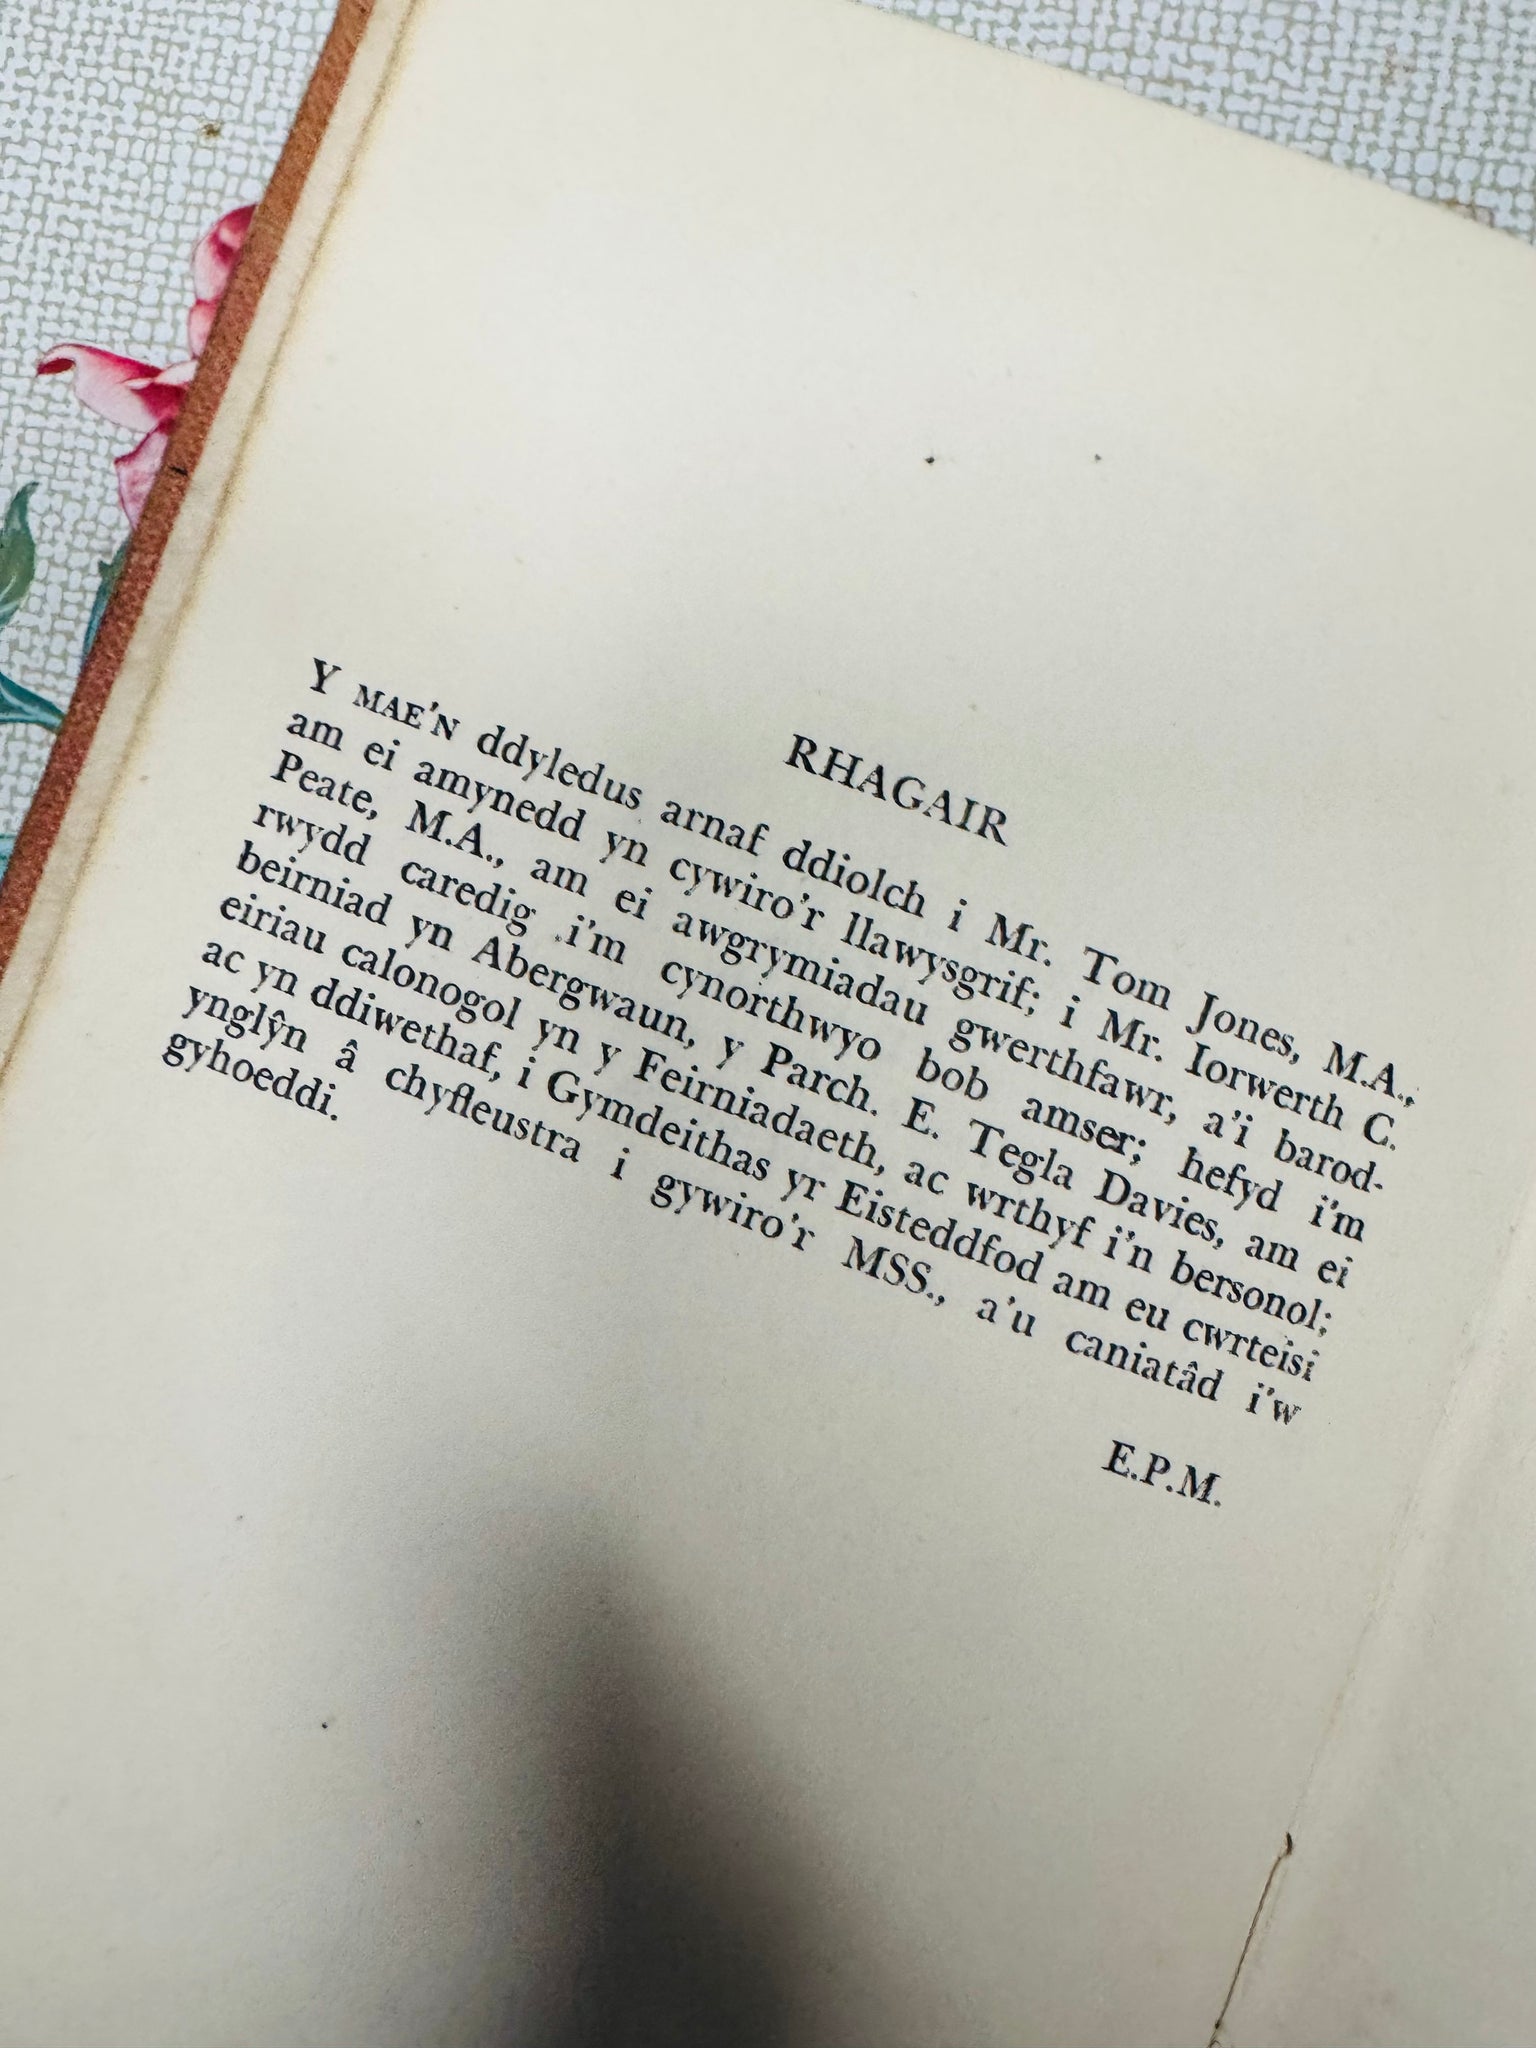 RHAGAIR
Y MAE'N ddyledus arnaf ddiolch i Mr. Tom Jones, M.A.,
am ei amynedd yn cywiro'r llawysgrif; i Mr. Iorwerth C.
Peate, M.A., am ei awgrymiadau gwerthfawr, a'i barod-
rwydd caredig i'm cynorthwyo bob amser; hefyd i'm
beirniad yn Abergwaun, y Parch. E. Tegla Davies, am ei
eiriau calonogol yn y Feirniadaeth, ac wrthyf i'n bersonol;
ac yn ddiwethaf, i Gymdeithas yr Eisteddfod am eu cwrteisi
ynglŷn â chyfleustra i gywiro'r MSS., a'u caniatâd i'w
gyhoeddi.
E.P.M.